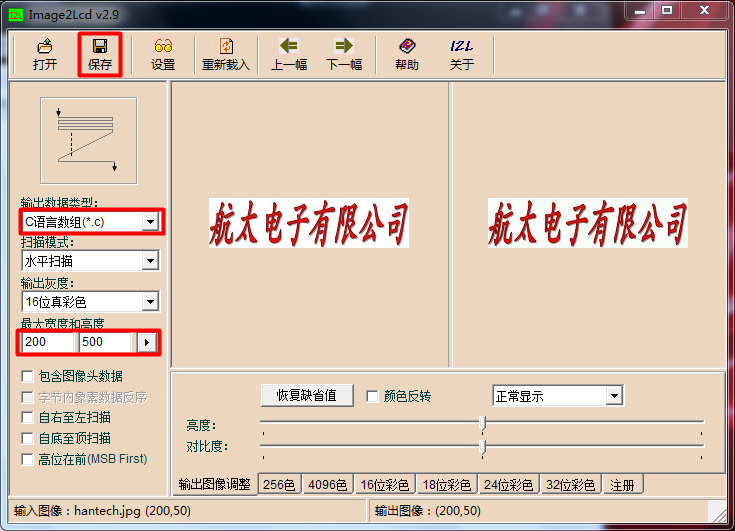 I2L Image2Lcd v2.9
打开 保存 设置 重新载入 上一幅 下一幅 帮助 I2L 关于
输出数据类型:
C语言数组(*.c)
扫描模式:
水平扫描
输出灰度:
16位真彩色
最大宽度和高度
200 500
包含图像头数据
字节内象素数据反序
自右至左扫描
自底至顶扫描
高位在前(MSB First)
航太电子有限公司
航太电子有限公司
恢复缺省值 颜色反转 正常显示
亮度:
对比度:
输出图像调整 256色 4096色 16位彩色 18位彩色 24位彩色 32位彩色 注册
输入图像:hantech.jpg (200,50) 输出图像:(200,50)